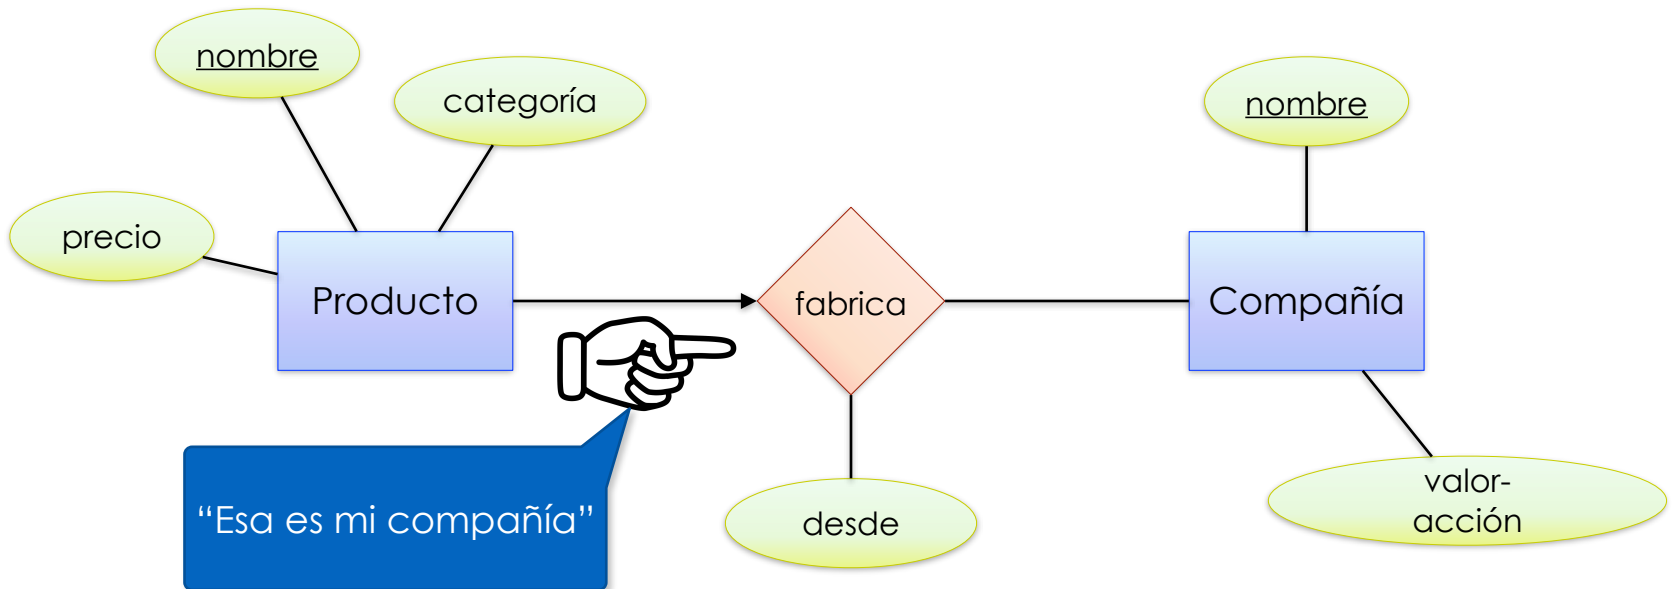 nombre
categoría
nombre
precio
Producto
fabrica
Compañía
valor-
acción
“Esa es mi compañía”
desde